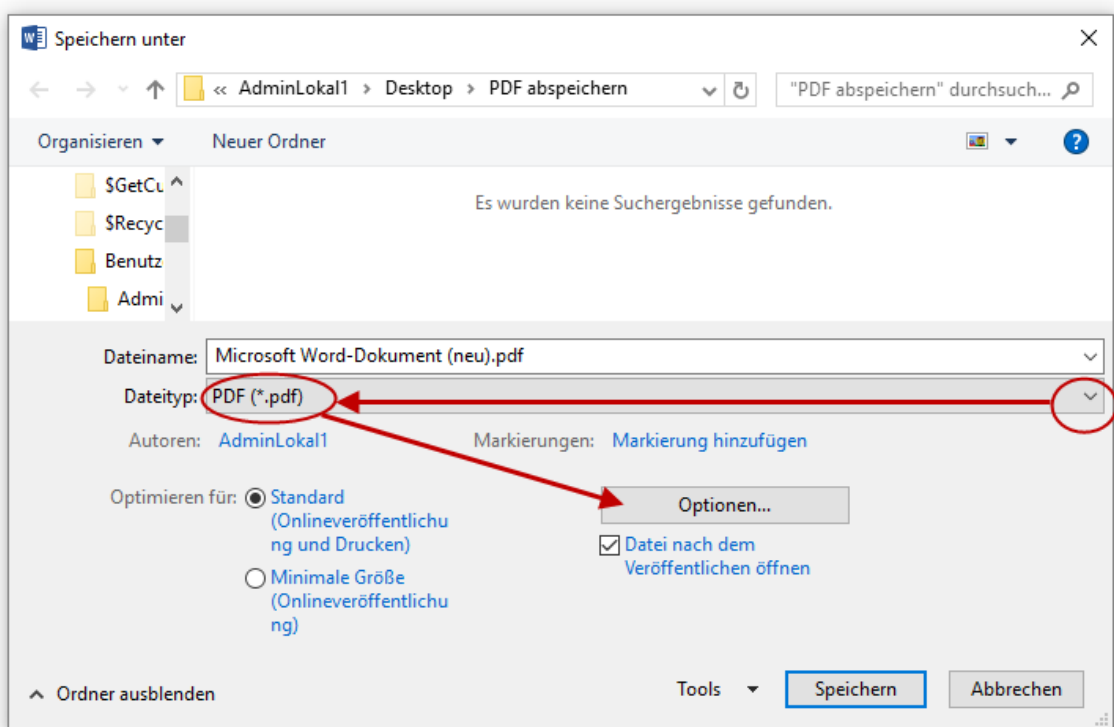 Speichern unter
« AdminLokal1 > Desktop > PDF abspeichern
"PDF abspeichern" durchsuch...
Organisieren
Neuer Ordner
?
$GetCu
$Recyc
Benutz
Admi
Es wurden keine Suchergebnisse gefunden.
Dateiname: Microsoft Word-Dokument (neu).pdf
Dateityp: PDF (*.pdf)
Autoren: AdminLokal1
Markierungen: Markierung hinzufügen
Optimieren für: Standard
(Onlineveröffentlichu
ng und Drucken)
Minimale Größe
(Onlineveröffentlichu
ng)
Optionen...
Datei nach dem
Veröffentlichen öffnen
Ordner ausblenden
Tools
Speichern
Abbrechen